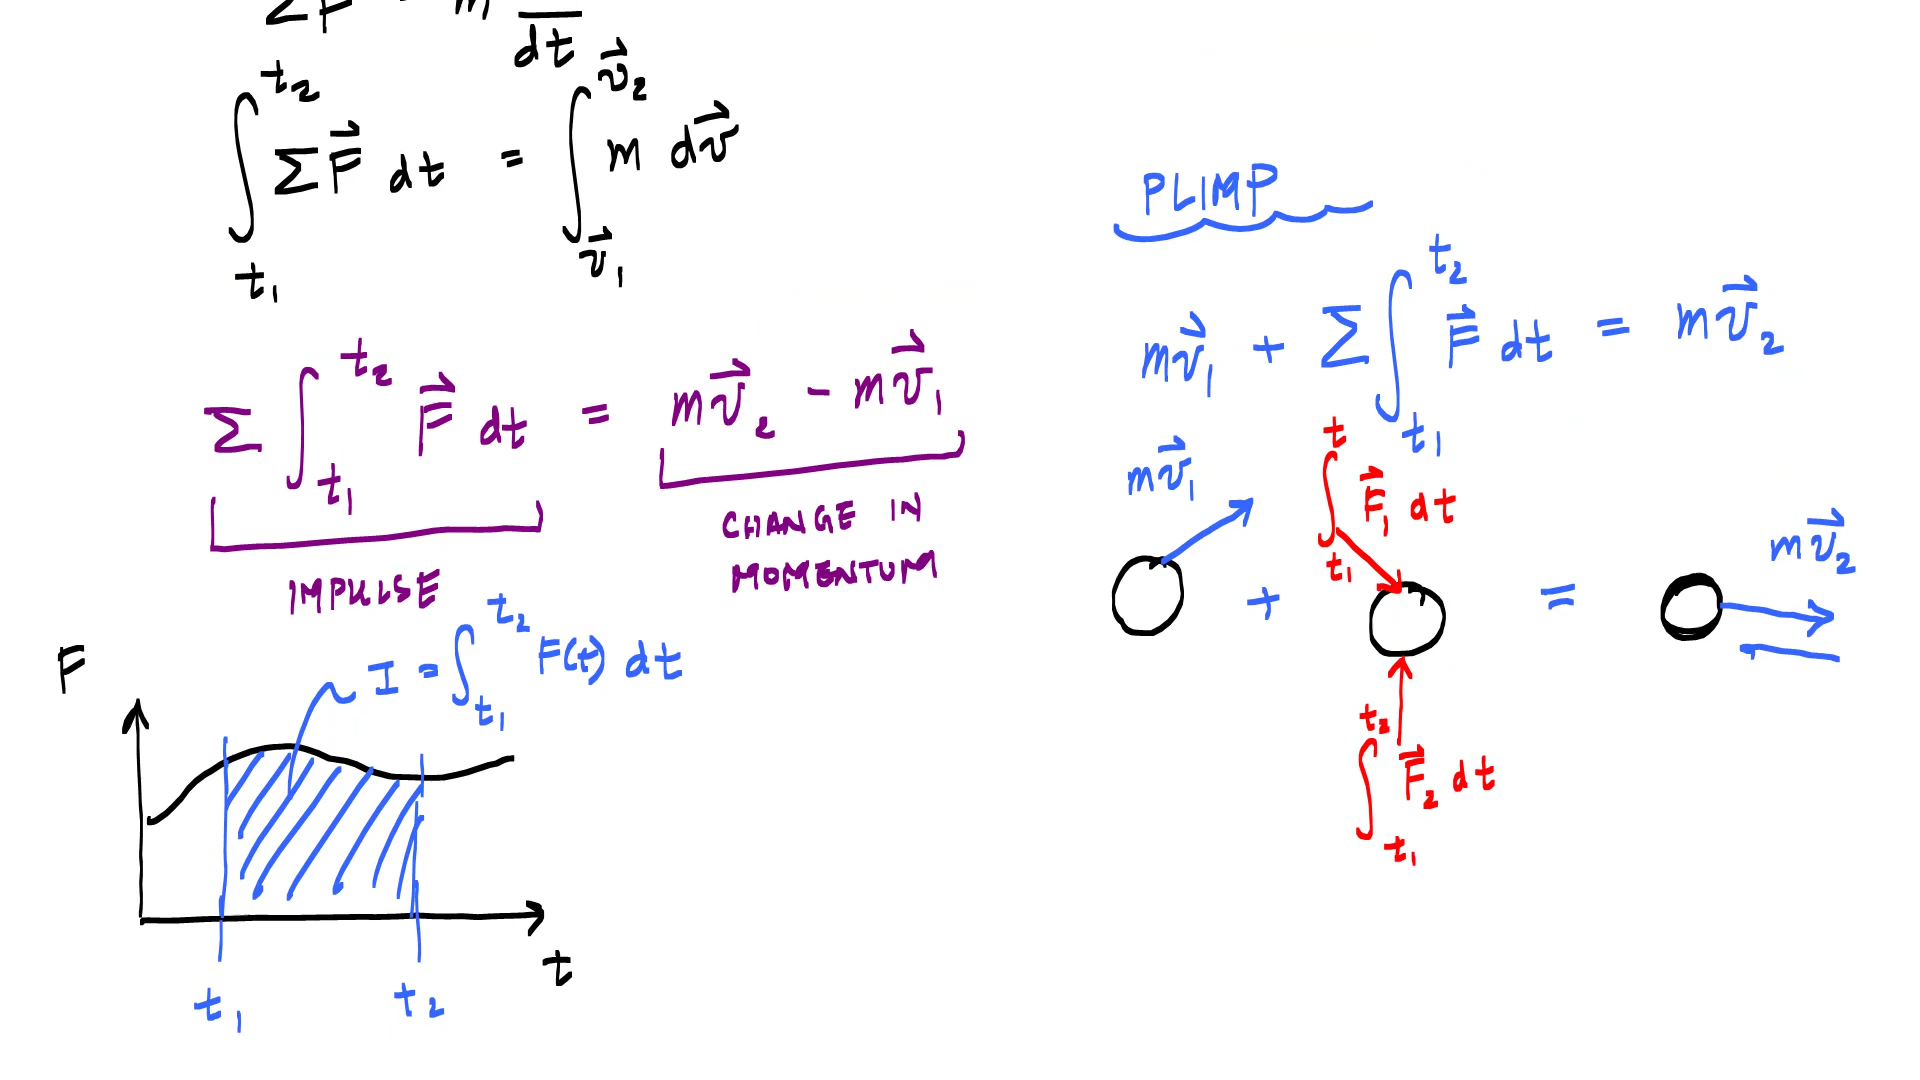 ΣF = m
dt
∫_{t₁}^{t₂} ΣF⃗ dt = ∫_{v⃗₁}^{v⃗₂} m dv⃗
Σ ∫_{t₁}^{t₂} F⃗ dt = mv⃗₂ - mv⃗₁
IMPULSE
CHANGE IN
MOMENTUM
I = ∫_{t₁}^{t₂} F(t) dt
F
t
t₁
t₂
PLIMP
mv⃗₁ + Σ ∫_{t₁}^{t₂} F⃗ dt = mv⃗₂
mv⃗₁
∫_{t₁}^{t} F⃗₁ dt
+
=
mv⃗₂
∫_{t₁}^{t₂} F⃗₂ dt